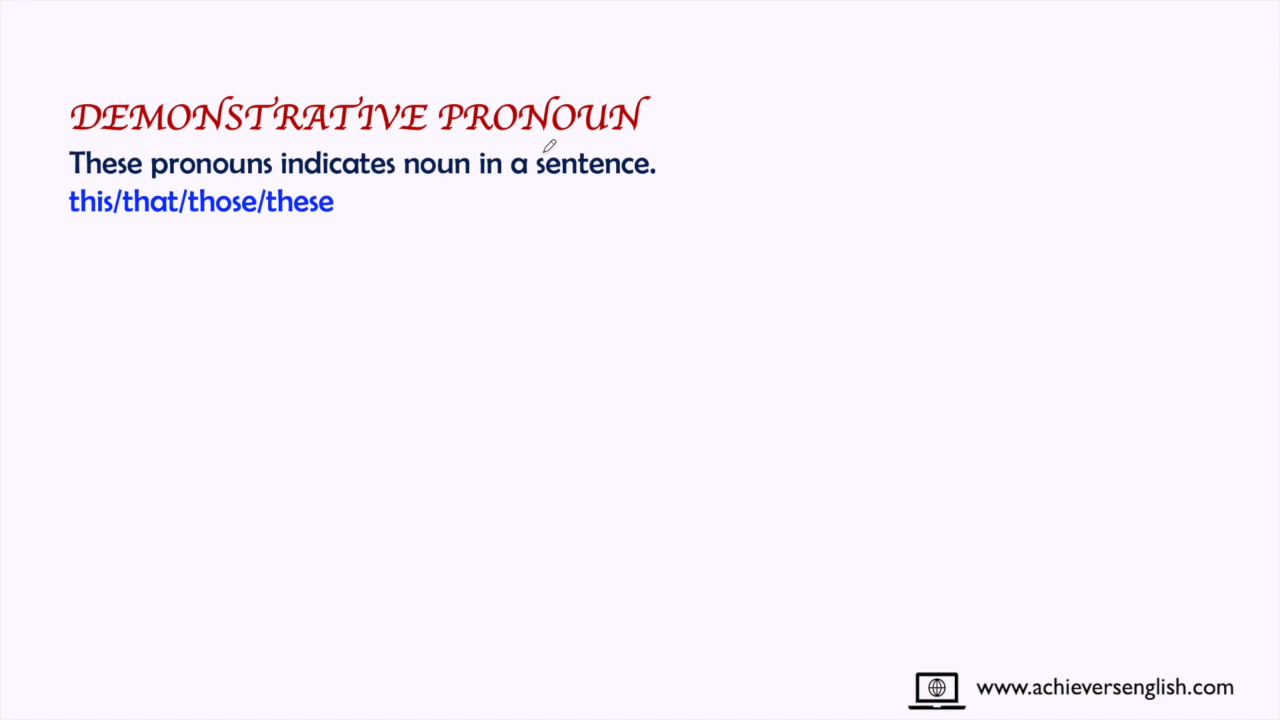 DEMONSTRATIVE PRONOUN
These pronouns indicates noun in a sentence.
this/that/those/these
www.achieversenglish.com